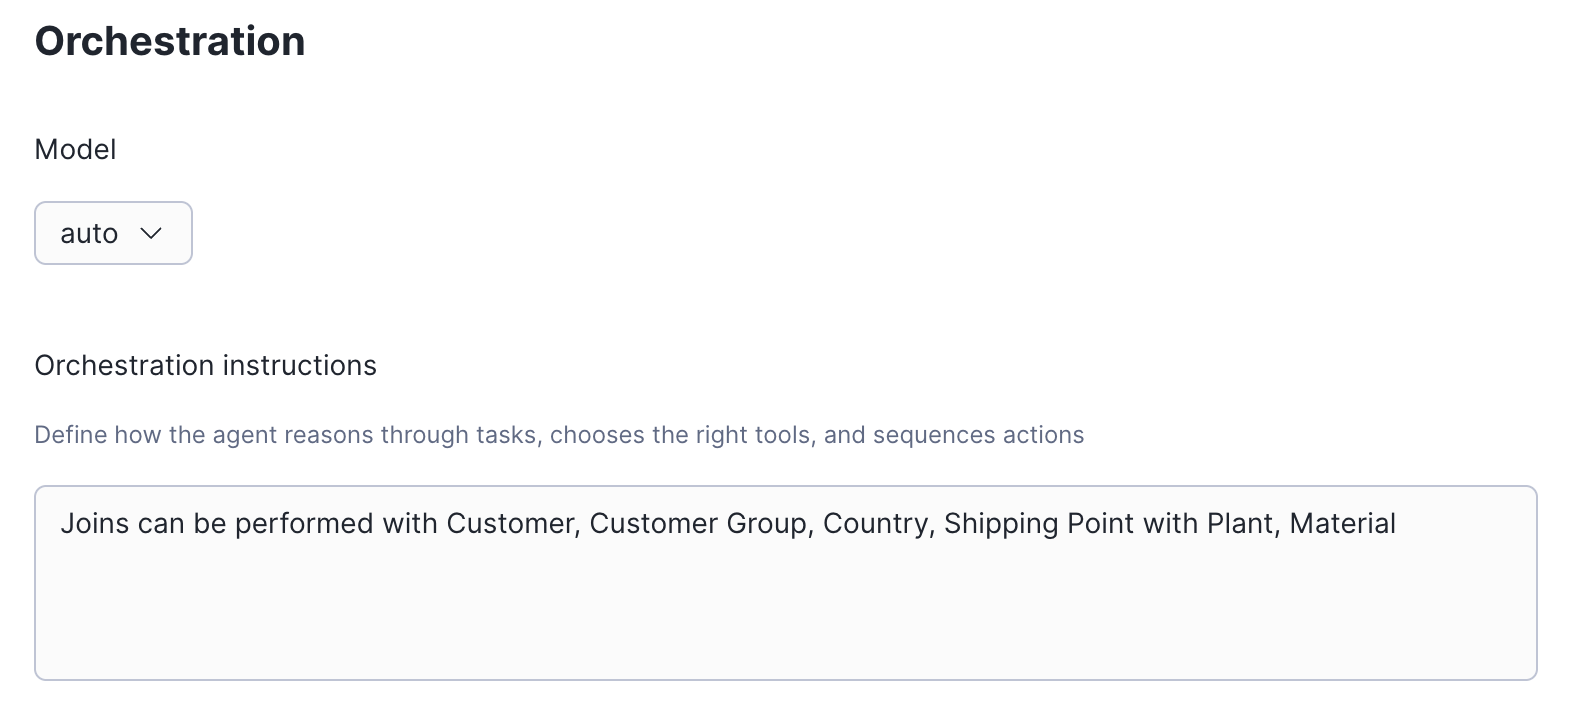 Orchestration
Model
auto
Orchestration instructions
Define how the agent reasons through tasks, chooses the right tools, and sequences actions
Joins can be performed with Customer, Customer Group, Country, Shipping Point with Plant, Material